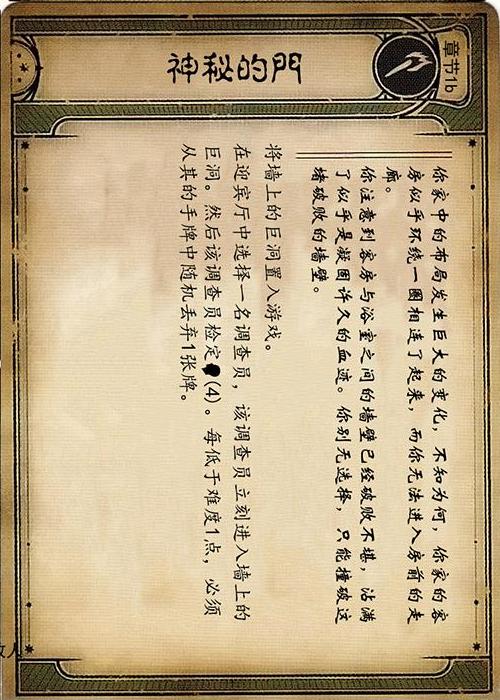 章节1b
神秘的門
你家中的布局发生巨大的变化，不知为何，你家的客
房似乎环绕一圈相连了起来，而你无法进入房前的走
廊。
你注意到客房与浴室之间的墙壁已经破败不堪，沾满
了似乎是凝固许久的血迹。你别无选择，只能撞破这
堵破败的墙壁。
将墙上的巨洞置入游戏。
在迎宾厅中选择一名调查员，该调查员立刻进入墙上的
巨洞。然后该调查员检定(4)。每低于难度1点，必须
从其的手牌中随机丢弃1张牌。
人